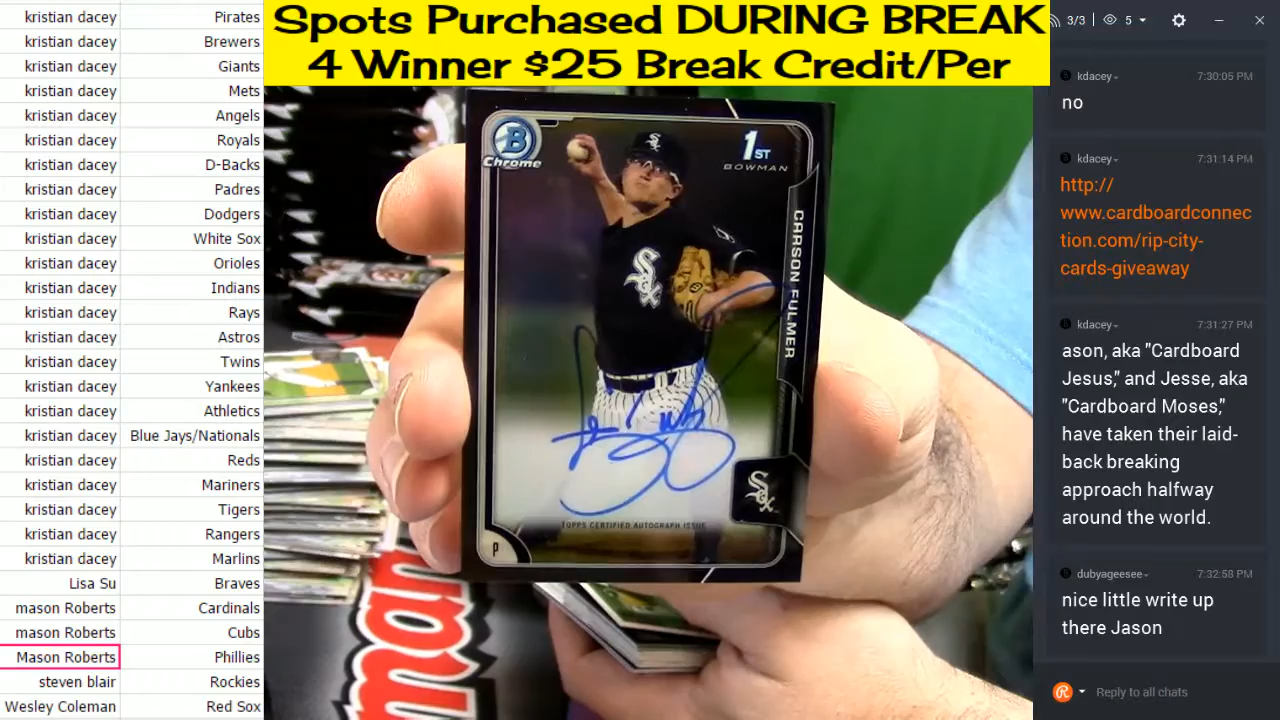 kristian dacey Pirates
kristian dacey Brewers
kristian dacey Giants
kristian dacey Mets
kristian dacey Angels
kristian dacey Royals
kristian dacey D-Backs
kristian dacey Padres
kristian dacey Dodgers
kristian dacey White Sox
kristian dacey Orioles
kristian dacey Indians
kristian dacey Rays
kristian dacey Astros
kristian dacey Twins
kristian dacey Yankees
kristian dacey Athletics
kristian dacey Blue Jays/Nationals
kristian dacey Reds
kristian dacey Mariners
kristian dacey Tigers
kristian dacey Rangers
kristian dacey Marlins
Lisa Su Braves
mason Roberts Cardinals
mason Roberts Cubs
Mason Roberts Phillies
steven blair Rockies
Wesley Coleman Red Sox
Spots Purchased DURING BREAK
4 Winner $25 Break Credit/Per
B
Chrome
1ST
BOWMAN
CARSON FULMER
Sox
Sox
Sox
TOPPS CERTIFIED AUTOGRAPH ISSUE
P
3/3 5
kdacey 7:30:05 PM
no
kdacey 7:31:14 PM
http://
www.cardboardconnec
tion.com/rip-city-
cards-giveaway
kdacey 7:31:27 PM
ason, aka "Cardboard
Jesus," and Jesse, aka
"Cardboard Moses,"
have taken their laid-
back breaking
approach halfway
around the world.
dubyageesee 7:32:58 PM
nice little write up
there Jason
Reply to all chats